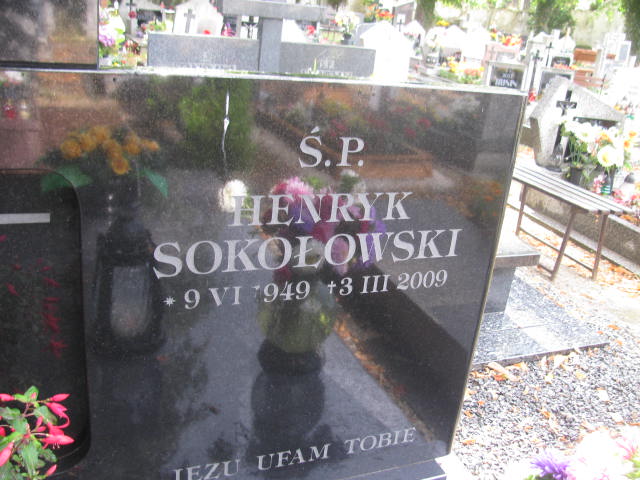 Ś.P.
HENRYK
SOKOŁOWSKI
* 9 VI 1949 †3 III 2009
JEZU UFAM TOBIE